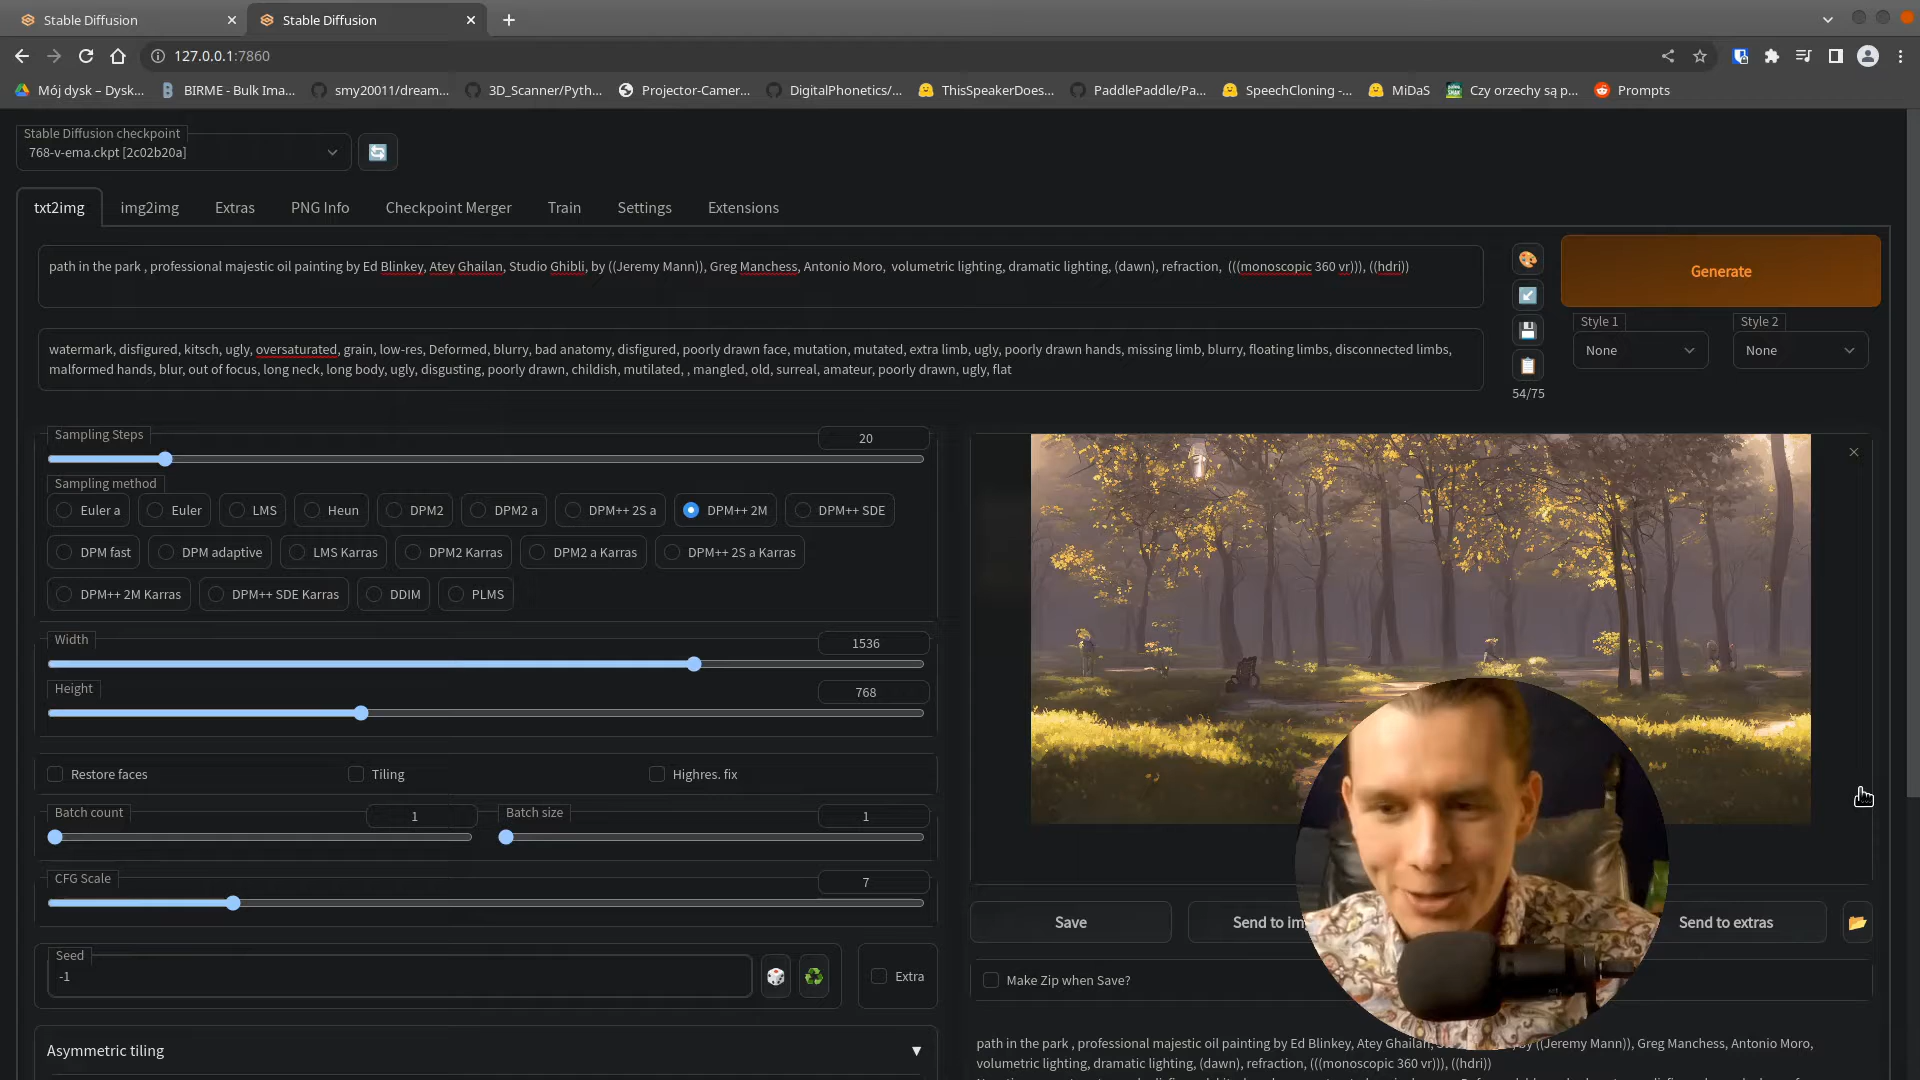 Stable Diffusion
Stable Diffusion
127.0.0.1:7860
Mój dysk – Dysk...
BIRME - Bulk Ima...
smy20011/dream...
3D_Scanner/Pyth...
Projector-Camer...
DigitalPhonetics/...
ThisSpeakerDoes...
PaddlePaddle/Pa...
SpeechCloning -...
MiDaS
Czy orzechy są p...
Prompts
Stable Diffusion checkpoint
768-v-ema.ckpt [2c02b20a]
txt2img
img2img
Extras
PNG Info
Checkpoint Merger
Train
Settings
Extensions
path in the park , professional majestic oil painting by Ed Blinkey, Atey Ghailan, Studio Ghibli, by ((Jeremy Mann)), Greg Manchess, Antonio Moro,  volumetric lighting, dramatic lighting, (dawn), refraction,  (((monoscopic 360 vr))), ((hdri))
Generate
watermark, disfigured, kitsch, ugly, oversaturated, grain, low-res, Deformed, blurry, bad anatomy, disfigured, poorly drawn face, mutation, mutated, extra limb, ugly, poorly drawn hands, missing limb, blurry, floating limbs, disconnected limbs,
malformed hands, blur, out of focus, long neck, long body, ugly, disgusting, poorly drawn, childish, mutilated, , mangled, old, surreal, amateur, poorly drawn, ugly, flat
54/75
Style 1
None
Style 2
None
Sampling Steps
20
Sampling method
Euler a
Euler
LMS
Heun
DPM2
DPM2 a
DPM++ 2S a
DPM++ 2M
DPM++ SDE
DPM fast
DPM adaptive
LMS Karras
DPM2 Karras
DPM2 a Karras
DPM++ 2S a Karras
DPM++ 2M Karras
DPM++ SDE Karras
DDIM
PLMS
Width
1536
Height
768
Restore faces
Tiling
Highres. fix
Batch count
1
Batch size
1
CFG Scale
7
Seed
-1
Extra
Asymmetric tiling
Save
Send to im
Send to extras
Make Zip when Save?
path in the park , professional majestic oil painting by Ed Blinkey, Atey Ghailan, by ((Jeremy Mann)), Greg Manchess, Antonio Moro,
volumetric lighting, dramatic lighting, (dawn), refraction, (((monoscopic 360 vr))), ((hdri))